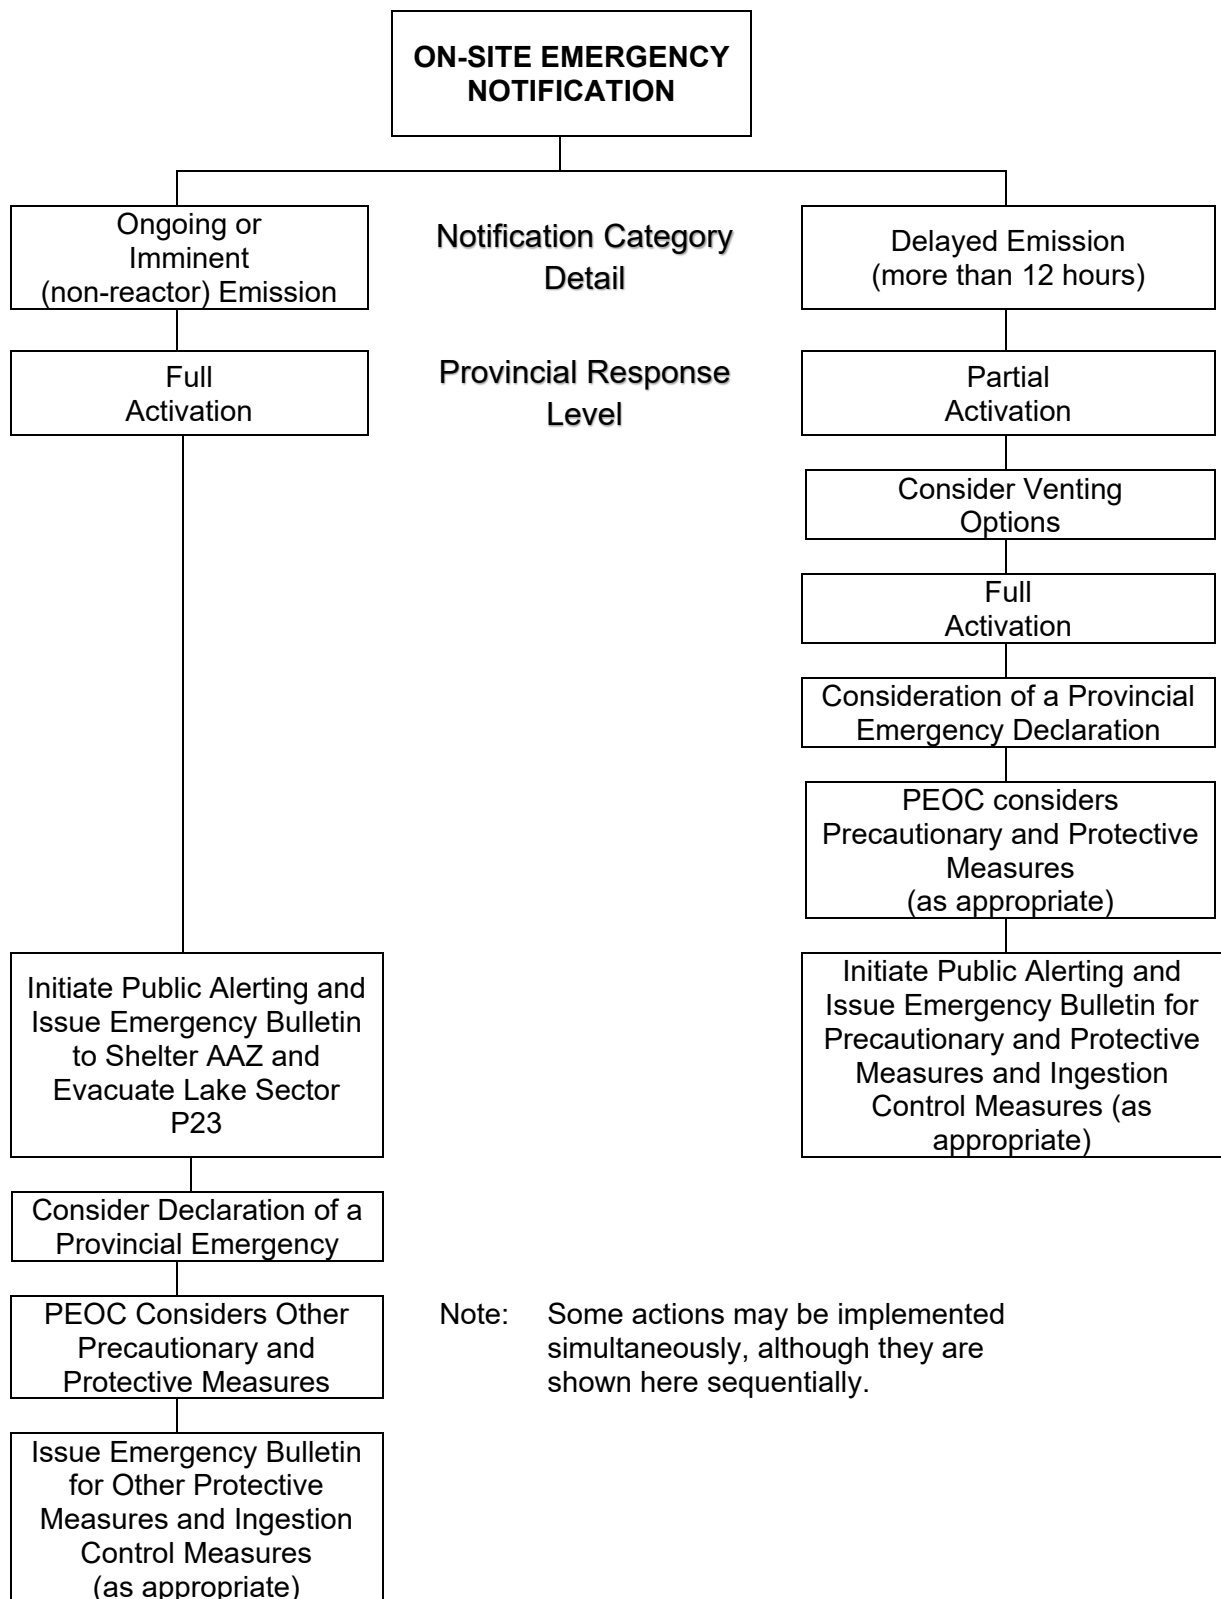 ON-SITE EMERGENCY
NOTIFICATION
Ongoing or
Imminent
(non-reactor) Emission
Notification Category
Detail
Delayed Emission
(more than 12 hours)
Full
Activation
Provincial Response
Level
Partial
Activation
Consider Venting
Options
Full
Activation
Consideration of a Provincial
Emergency Declaration
PEOC considers
Precautionary and Protective
Measures
(as appropriate)
Initiate Public Alerting and
Issue Emergency Bulletin
to Shelter AAZ and
Evacuate Lake Sector
P23
Initiate Public Alerting and
Issue Emergency Bulletin for
Precautionary and Protective
Measures and Ingestion
Control Measures (as
appropriate)
Consider Declaration of a
Provincial Emergency
PEOC Considers Other
Precautionary and
Protective Measures
Note: Some actions may be implemented
simultaneously, although they are
shown here sequentially.
Issue Emergency Bulletin
for Other Protective
Measures and Ingestion
Control Measures
(as appropriate)